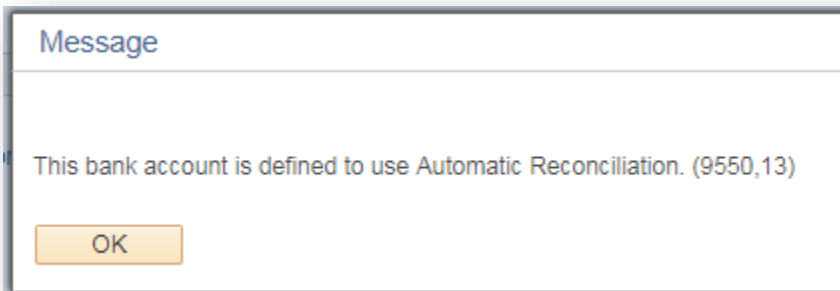 Message
This bank account is defined to use Automatic Reconciliation. (9550,13)
OK